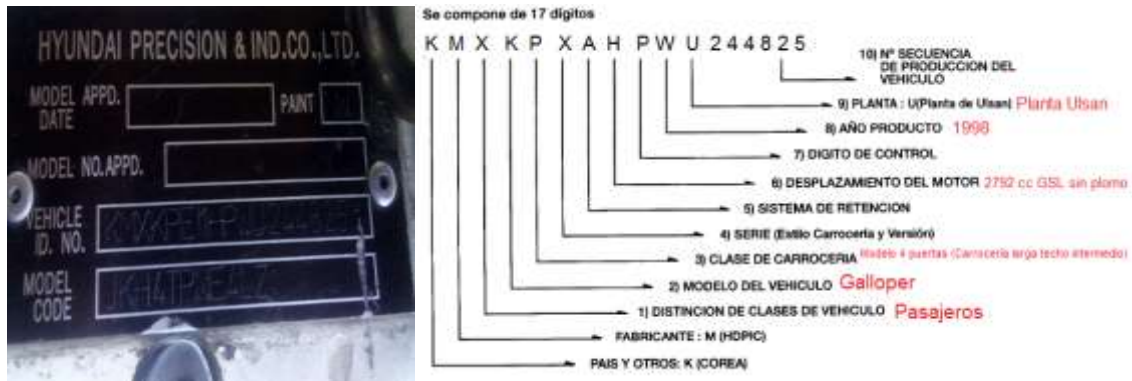 HYUNDAI PRECISION & IND.CO.,LTD.
MODEL APPD. DATE
PAINT
MODEL NO. APPD.
VEHICLE I.D. NO.
MODEL CODE
Se compone de 17 dígitos
K M X K P X A H P W U 2 4 4 8 2 5
10) Nº SECUENCIA
DE PRODUCCION DEL
VEHICULO
9) PLANTA : U(Planta de Ulsan) Planta Ulsan
8) AÑO PRODUCTO 1998
7) DIGITO DE CONTROL
6) DESPLAZAMIENTO DEL MOTOR 2792 cc GSL sin plomo
5) SISTEMA DE RETENCION
4) SERIE (Estilo Carrocería y Versión)
3) CLASE DE CARROCERIA Modelo 4 puertas (Carrocería larga techo intermedio)
2) MODELO DEL VEHICULO Galloper
1) DISTINCION DE CLASES DE VEHICULO Pasajeros
FABRICANTE : M (HDPIC)
PAIS Y OTROS: K (COREA)